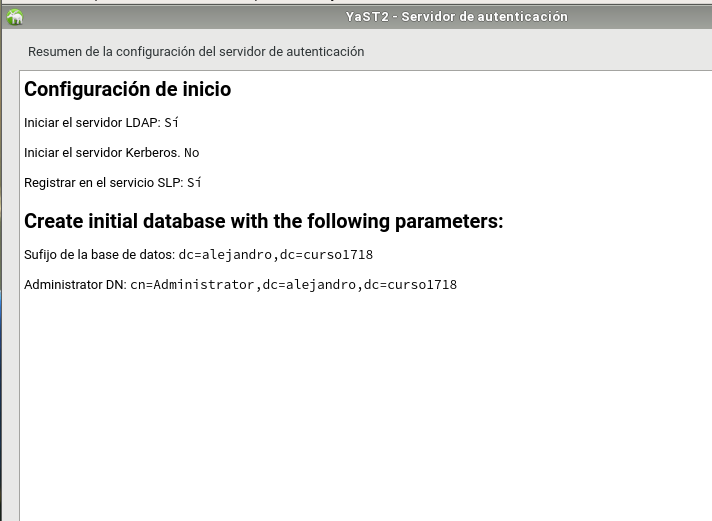 YaST2 - Servidor de autenticación
Resumen de la configuración del servidor de autenticación
Configuración de inicio
Iniciar el servidor LDAP: Sí
Iniciar el servidor Kerberos. No
Registrar en el servicio SLP: Sí
Create initial database with the following parameters:
Sufijo de la base de datos: dc=alejandro,dc=curso1718
Administrator DN: cn=Administrator,dc=alejandro,dc=curso1718